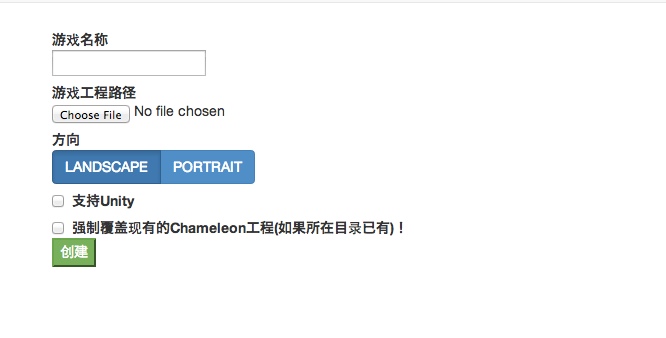 游戏名称
游戏工程路径
Choose File No file chosen
方向
LANDSCAPE PORTRAIT
支持Unity
强制覆盖现有的Chameleon工程(如果所在目录已有)！
创建